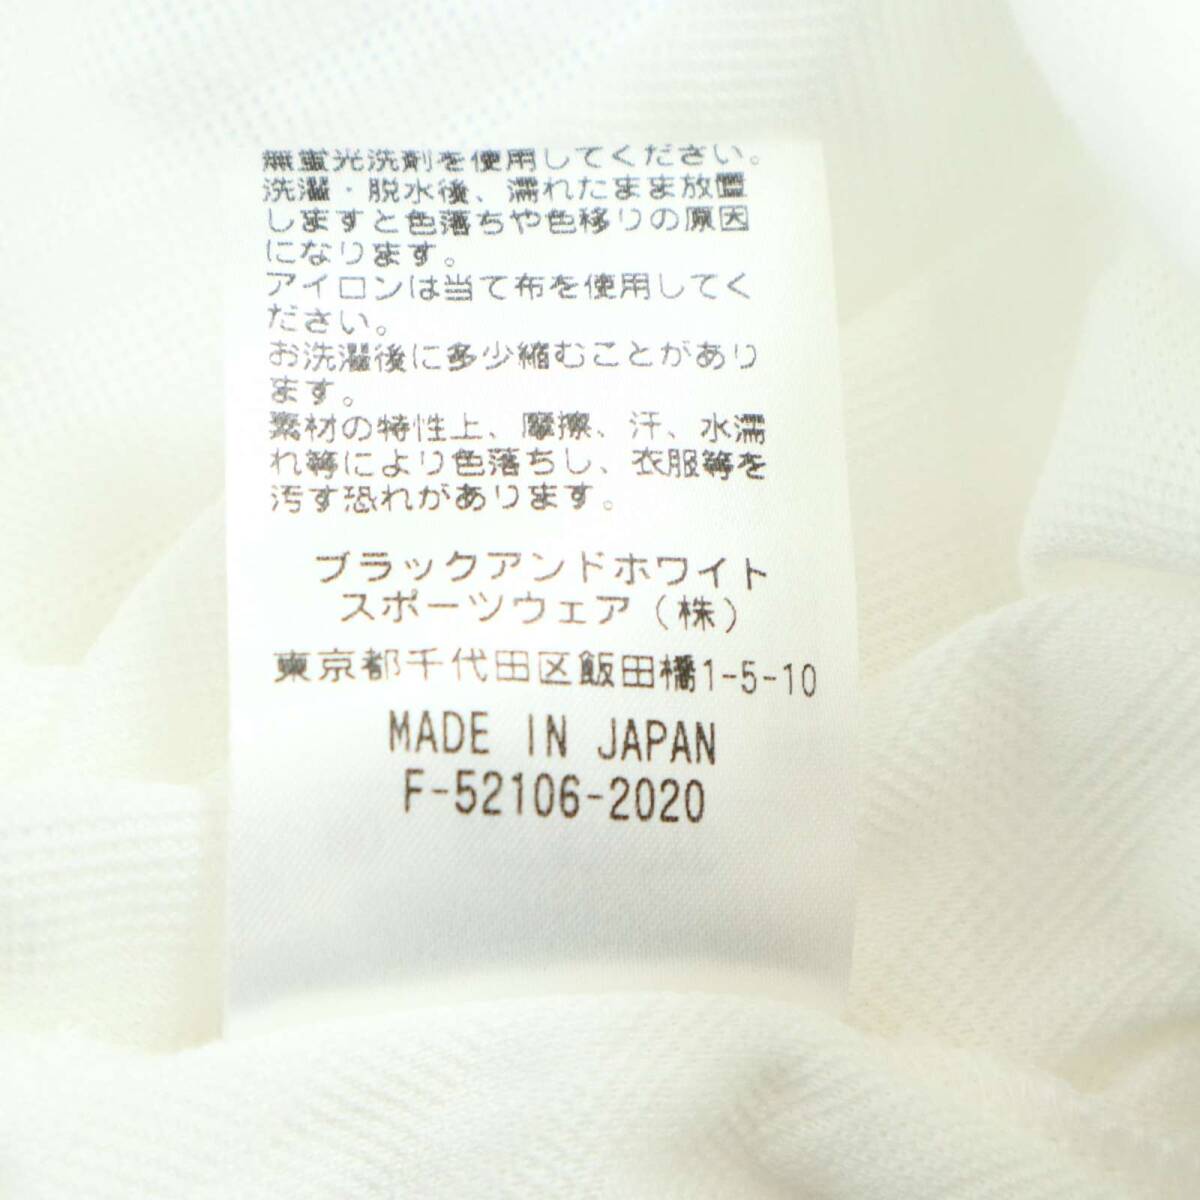 無蛍光洗剤を使用してください。
洗濯・脱水後、濡れたまま放置
しますと色落ちや色移りの原因
になります。
アイロンは当て布を使用してく
ださい。
お洗濯後に多少縮むことがあり
ます。
素材の特性上、摩擦、汗、水濡
れ等により色落ちし、衣服等を
汚す恐れがあります。
ブラックアンドホワイト
スポーツウェア(株)
東京都千代田区飯田橋1-5-10
MADE IN JAPAN
F-52106-2020